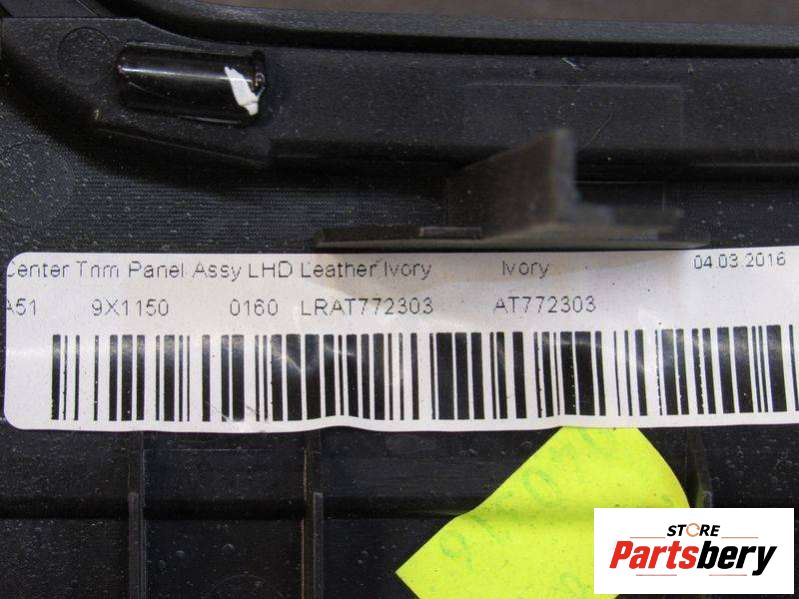 Center Trim Panel Assy LHD Leather Ivory Ivory 04.03.2016
A51 9X1150 0160 LRAT772303 AT772303
STORE
Partsbery